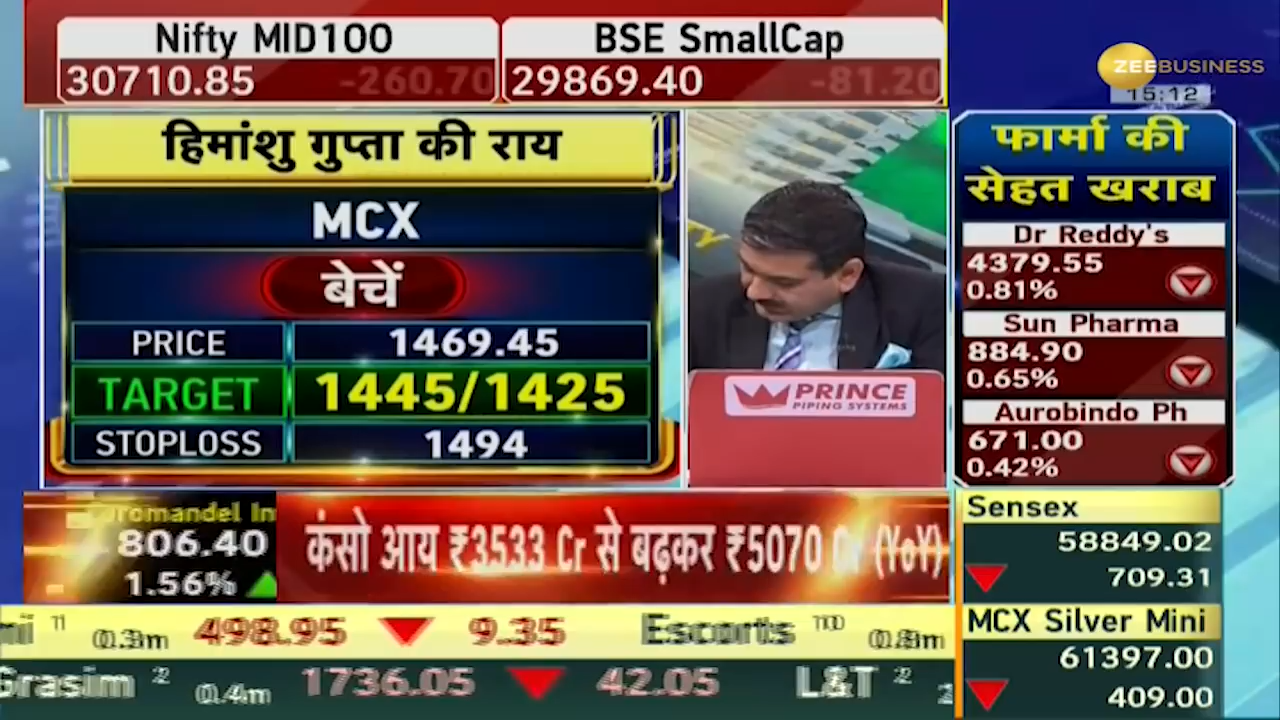 Nifty MID100
BSE SmallCap
30710.85 -260.70
29869.40 -81.20
ZEEBUSINESS
15:12
हिमांशु गुप्ता की राय
MCX
बेचें
PRICE 1469.45
TARGET 1445/1425
STOPLOSS 1494
PRINCE
PIPING SYSTEMS
फार्मा की
सेहत खराब
Dr Reddy's
4379.55
0.81%
Sun Pharma
884.90
0.65%
Aurobindo Ph
671.00
0.42%
romandel In
806.40
1.56%
कंसो आय ₹3533 Cr से बढ़कर ₹5070 Cr (YoY)
Sensex
58849.02
709.31
MCX Silver Mini
61397.00
409.00
0.3m 498.95 9.35 Escorts 0.8m
Grasim 0.4m 1736.05 42.05 L&T